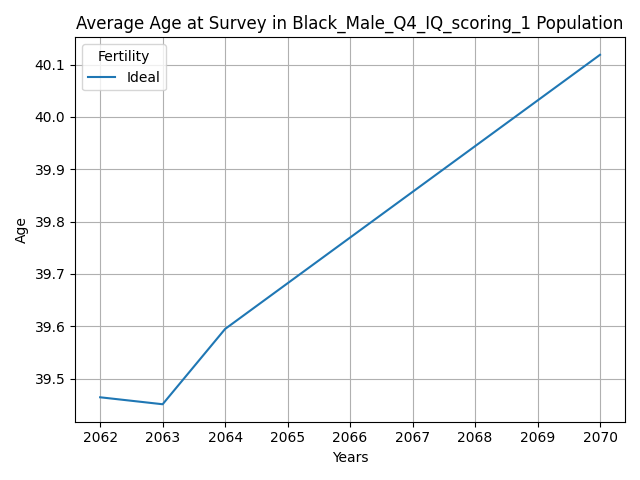 Average Age at Survey in Black_Male_Q4_IQ_scoring_1 Population
Fertility
Ideal
40.1
40.0
39.9
39.8
39.7
39.6
39.5
Age
2062 2063 2064 2065 2066 2067 2068 2069 2070
Years